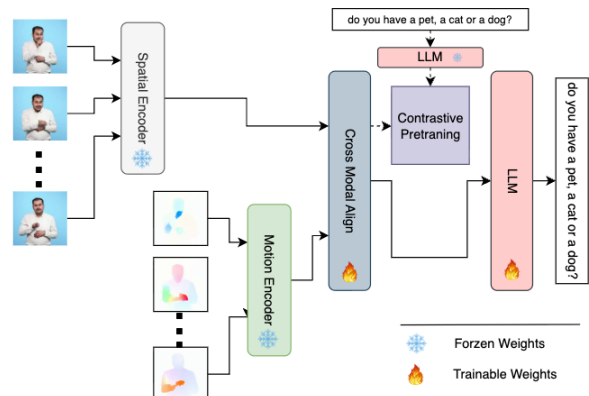 do you have a pet, a cat or a dog?
LLM
Spatial Encoder
Contrastive
Pretraning
Cross Modal Align
LLM
do you have a pet, a cat or a dog?
Motion Encoder
Forzen Weights
Trainable Weights